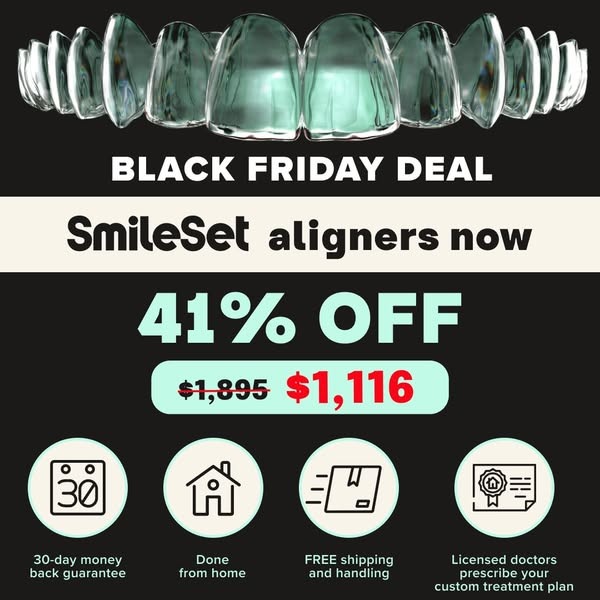 BLACK FRIDAY DEAL
SmileSet aligners now
41% OFF
$1,895 $1,116
30
30-day money
back guarantee
Done
from home
FREE shipping
and handling
Licensed doctors
prescribe your
custom treatment plan